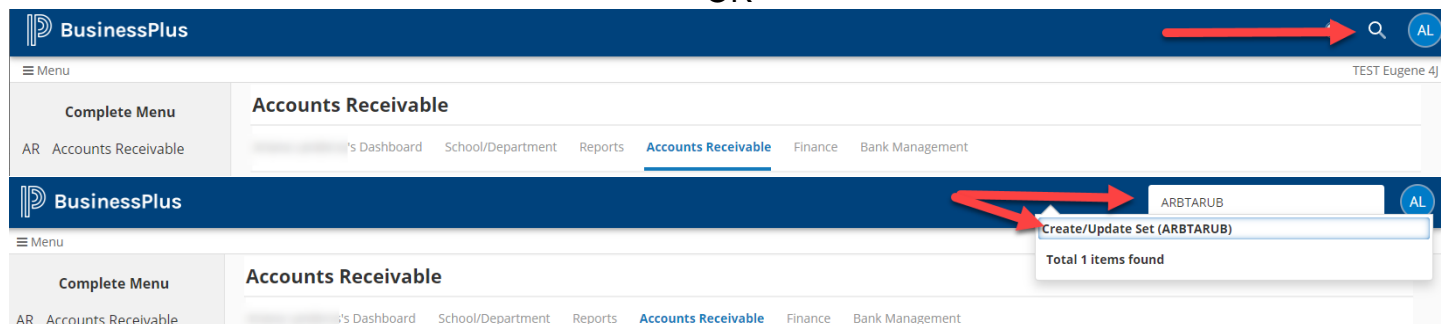 OR
BusinessPlus
AL
Menu
TEST Eugene 4J
Complete Menu
Accounts Receivable
AR Accounts Receivable
's Dashboard School/Department Reports Accounts Receivable Finance Bank Management
BusinessPlus
ARBTARUB
AL
Create/Update Set (ARBTARUB)
Menu
Total 1 items found
Complete Menu
Accounts Receivable
AR Accounts Receivable
's Dashboard School/Department Reports Accounts Receivable Finance Bank Management